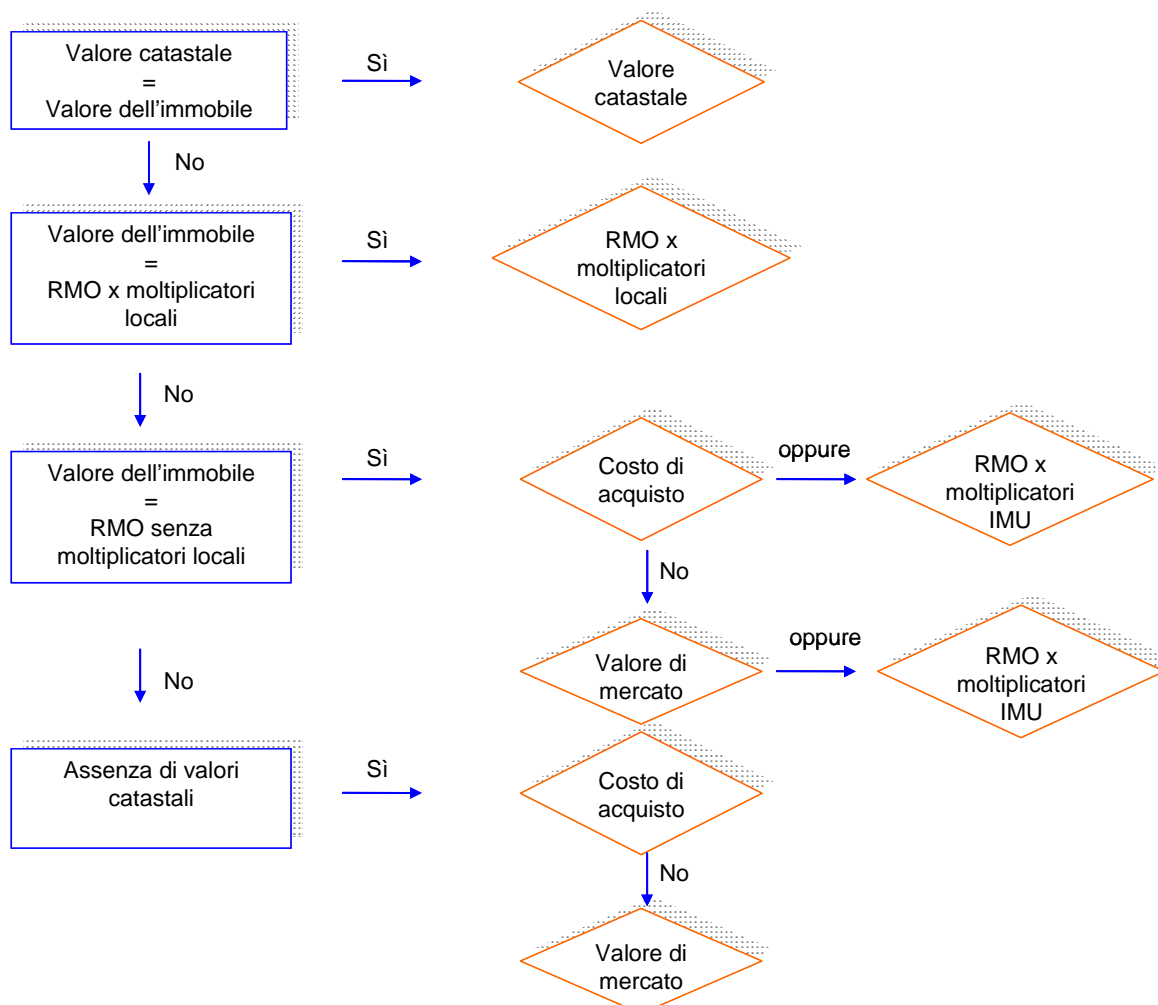 Valore catastale
=
Valore dell'immobile
Sì
Valore
catastale
No
Valore dell'immobile
=
RMO x moltiplicatori
locali
Sì
RMO x
moltiplicatori
locali
No
Valore dell'immobile
=
RMO senza
moltiplicatori locali
Sì
Costo di
acquisto
oppure
RMO x
moltiplicatori
IMU
No
Valore di
mercato
oppure
RMO x
moltiplicatori
IMU
No
Assenza di valori
catastali
Sì
Costo di
acquisto
No
Valore di
mercato